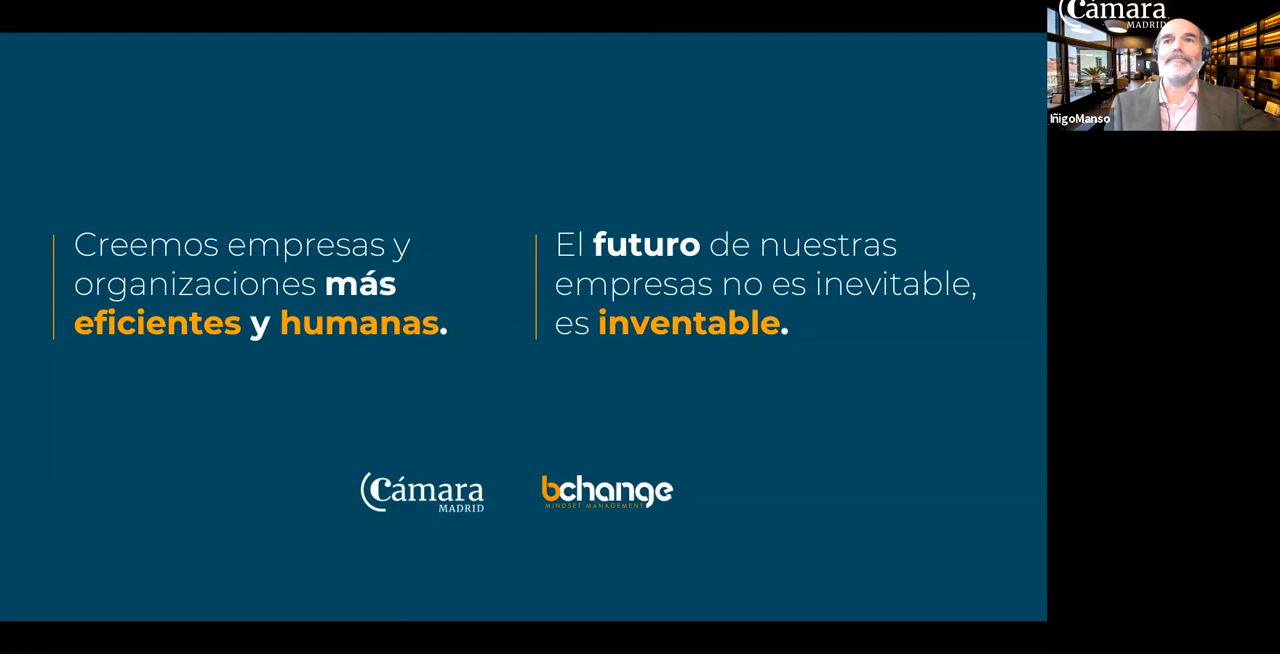 Cámara
MADRID
IñigoManso
Creemos empresas y
organizaciones más
eficientes y humanas.
El futuro de nuestras
empresas no es inevitable,
es inventable.
Cámara
MADRID
bchange
MINDSET MANAGEMENT